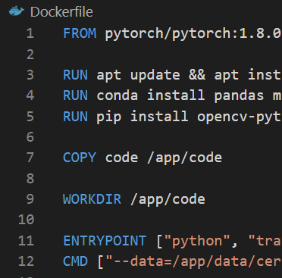 Dockerfile
1 FROM pytorch/pytorch:1.8.0
2
3 RUN apt update && apt inst
4 RUN conda install pandas m
5 RUN pip install opencv-pyt
6
7 COPY code /app/code
8
9 WORKDIR /app/code
10
11 ENTRYPOINT ["python", "tra
12 CMD ["--data=/app/data/cer